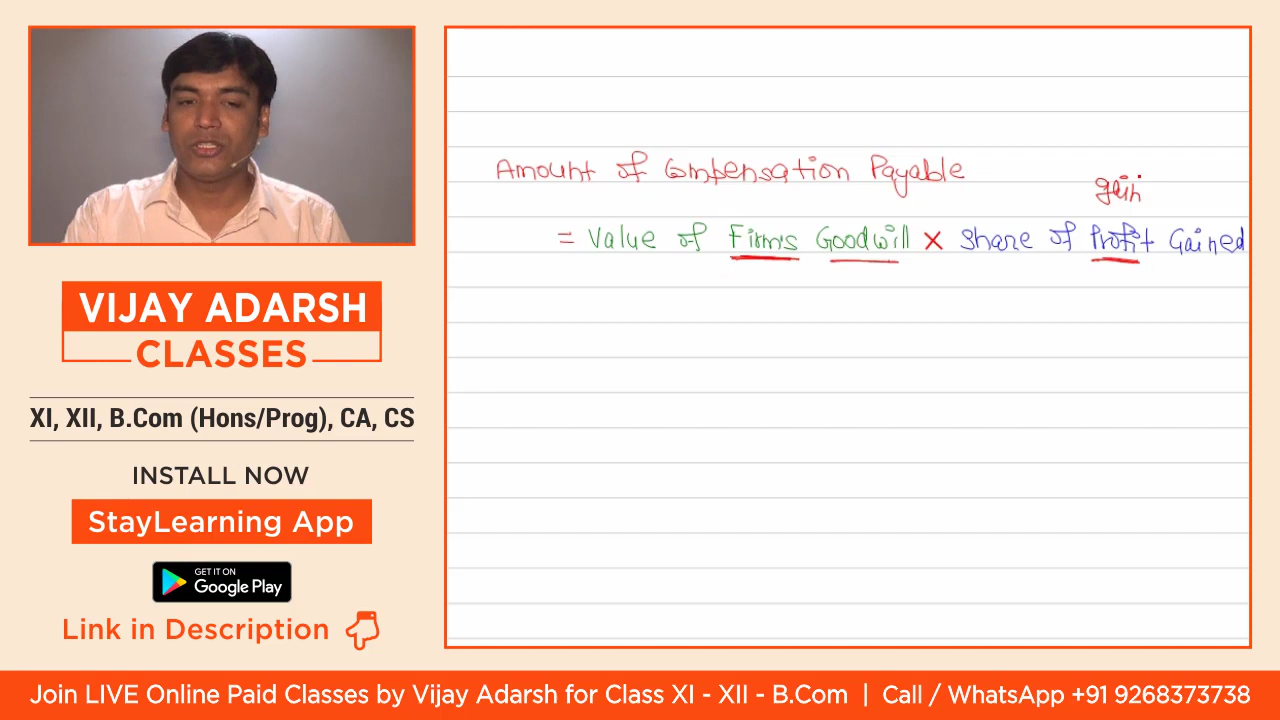 VIJAY ADARSH
CLASSES
XI, XII, B.Com (Hons/Prog), CA, CS
INSTALL NOW
StayLearning App
GET IT ON
Google Play
Link in Description
Amount of Compensation Payable
gain
= Value of Firm's Goodwill × Share of Profit Gained
Join LIVE Online Paid Classes by Vijay Adarsh for Class XI - XII - B.Com | Call / WhatsApp +91 9268373738